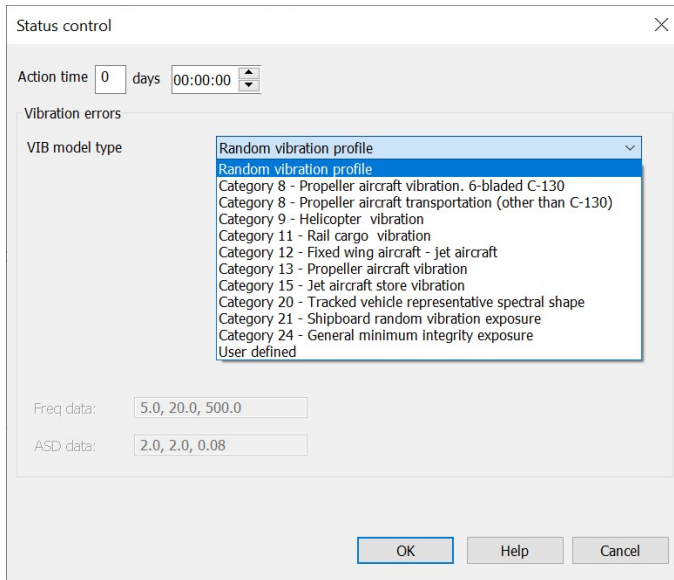 Status control
Action time 0 days 00:00:00
Vibration errors
VIB model type Random vibration profile
Random vibration profile
Category 8 - Propeller aircraft vibration. 6-bladed C-130
Category 8 - Propeller aircraft transportation (other than C-130)
Category 9 - Helicopter vibration
Category 11 - Rail cargo vibration
Category 12 - Fixed wing aircraft - jet aircraft
Category 13 - Propeller aircraft vibration
Category 15 - Jet aircraft store vibration
Category 20 - Tracked vehicle representative spectral shape
Category 21 - Shipboard random vibration exposure
Category 24 - General minimum integrity exposure
User defined
Freq data: 5.0, 20.0, 500.0
ASD data: 2.0, 2.0, 0.08
OK Help Cancel